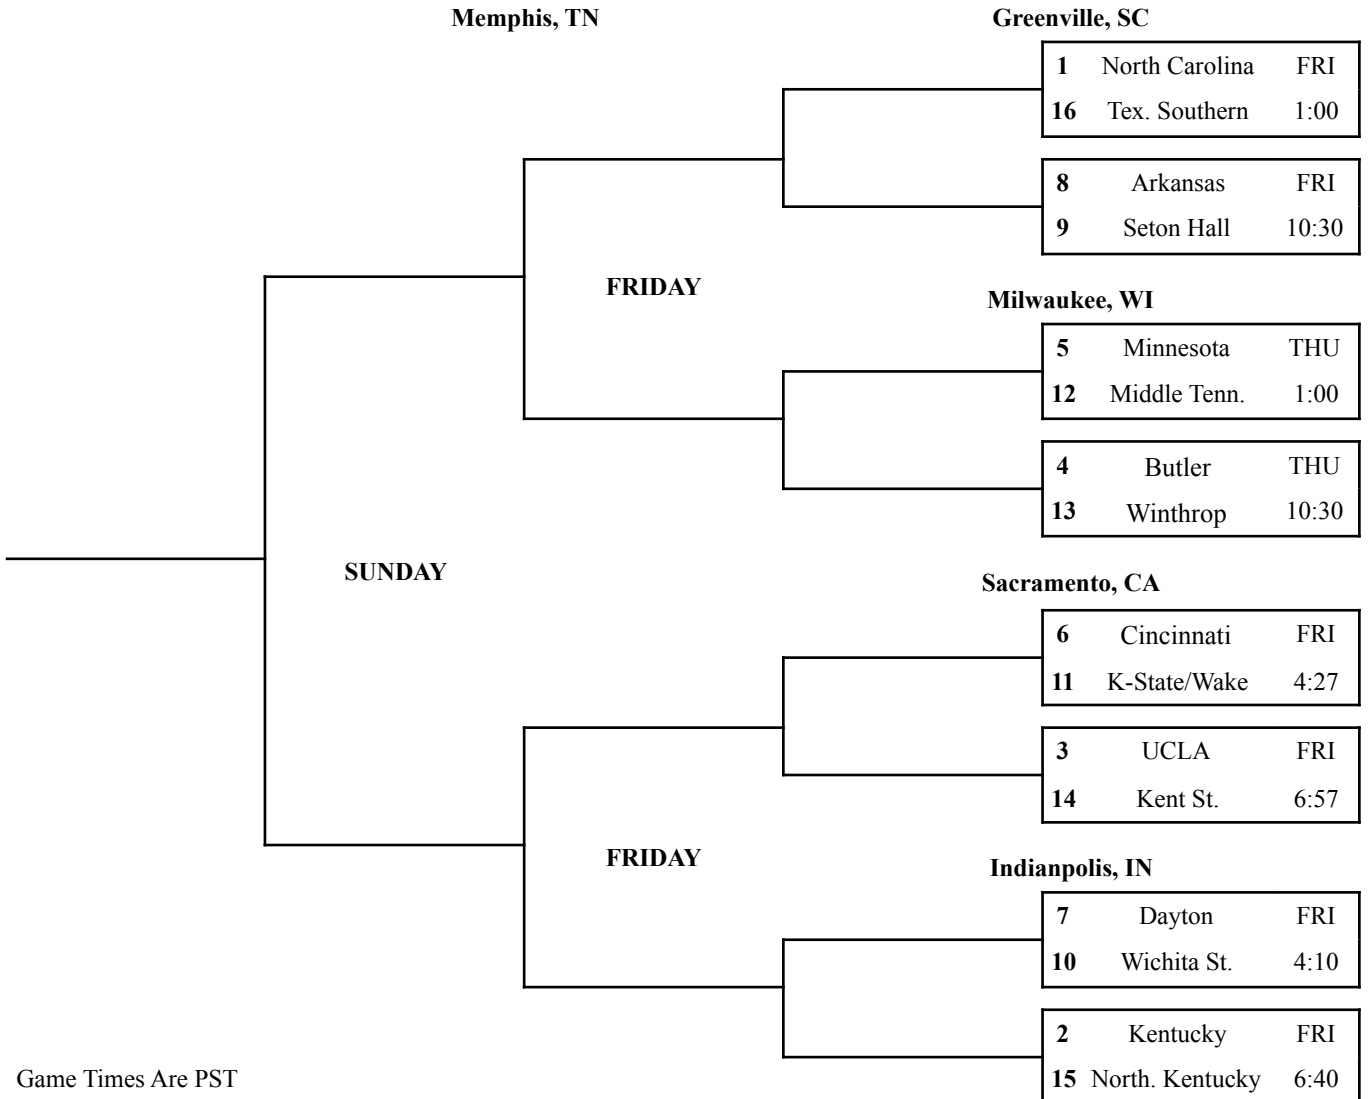 Memphis, TN
Greenville, SC
1 North Carolina FRI
16 Tex. Southern 1:00
8 Arkansas FRI
9 Seton Hall 10:30
FRIDAY
Milwaukee, WI
5 Minnesota THU
12 Middle Tenn. 1:00
4 Butler THU
13 Winthrop 10:30
SUNDAY
Sacramento, CA
6 Cincinnati FRI
11 K-State/Wake 4:27
3 UCLA FRI
14 Kent St. 6:57
FRIDAY
Indianpolis, IN
7 Dayton FRI
10 Wichita St. 4:10
2 Kentucky FRI
15 North. Kentucky 6:40
Game Times Are PST